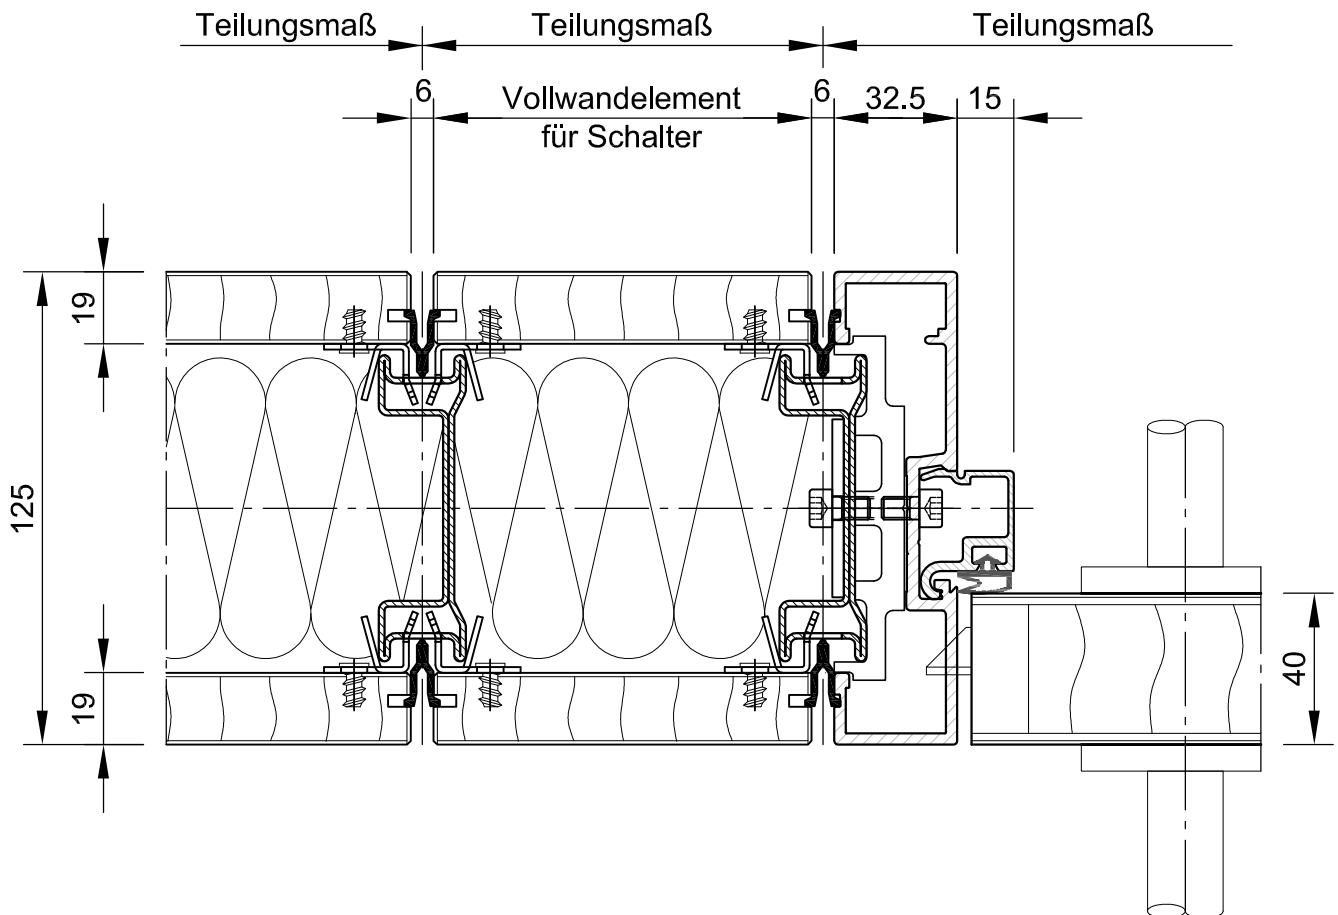 Teilungsmaß Teilungsmaß Teilungsmaß
6 Vollwandelement 6 32.5 15
für Schalter
19
125
19
40